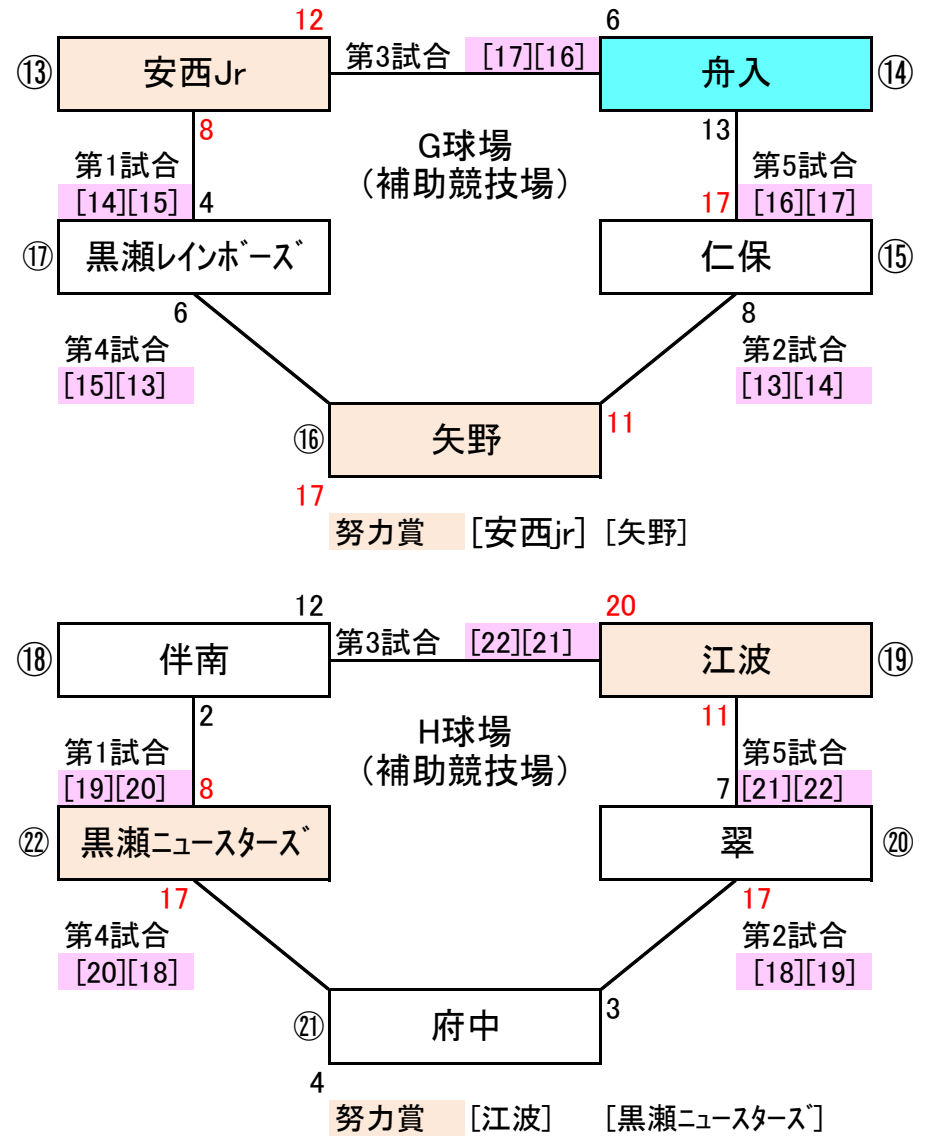 12 6
⑬ 安西Jr 第3試合 [17][16] 舟入 ⑭
8 G球場 13
第1試合 （補助競技場） 第5試合
[14][15] 4 17 [16][17]
⑰ 黒瀬レインボーズ 仁保 ⑮
6 8
第4試合 第2試合
[15][13] [13][14]
⑯ 矢野 11
17
努力賞 [安西jr] [矢野]
12 20
⑱ 伴南 第3試合 [22][21] 江波 ⑲
2 H球場 11
第1試合 （補助競技場） 第5試合
[19][20] 8 7 [21][22]
㉒ 黒瀬ニュースターズ 翠 ⑳
17 17
第4試合 第2試合
[20][18] [18][19]
㉑ 府中 3
4
努力賞 [江波] [黒瀬ニュースターズ]